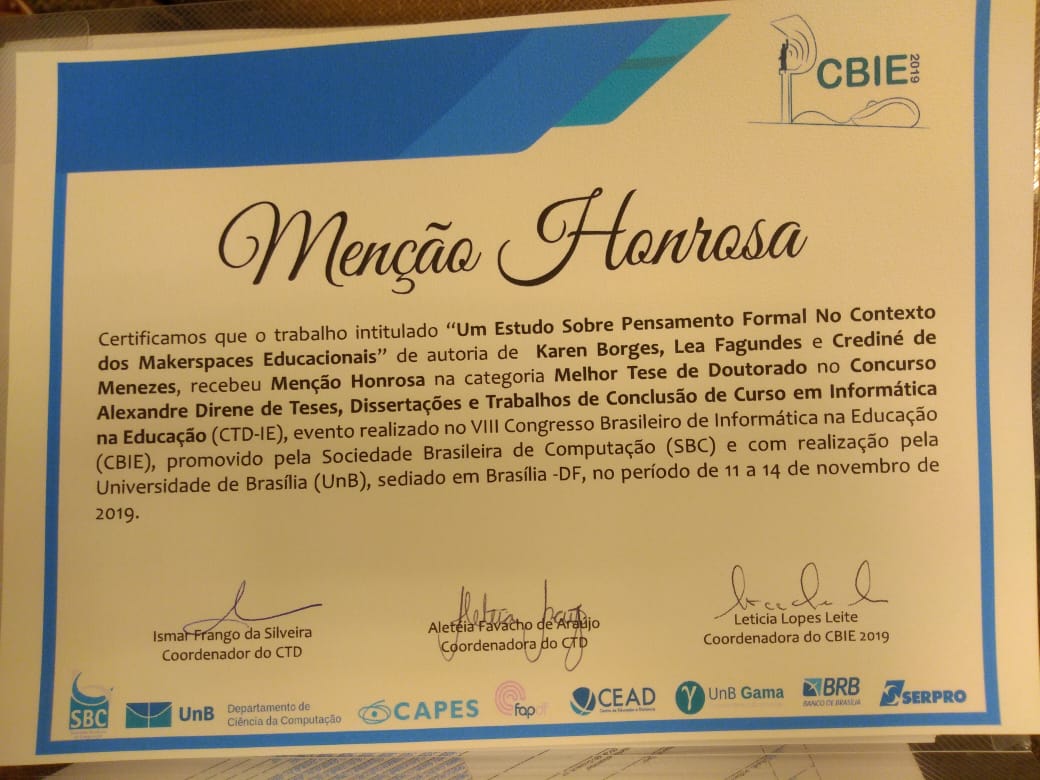 CBIE 2019
Menção Honrosa
Certificamos que o trabalho intitulado “Um Estudo Sobre Pensamento Formal No Contexto
dos Makerspaces Educacionais” de autoria de Karen Borges, Lea Fagundes e Crediné de
Menezes, recebeu Menção Honrosa na categoria Melhor Tese de Doutorado no Concurso
Alexandre Direne de Teses, Dissertações e Trabalhos de Conclusão de Curso em Informática
na Educação (CTD-IE), evento realizado no VIII Congresso Brasileiro de Informática na Educação
(CBIE), promovido pela Sociedade Brasileira de Computação (SBC) e com realização pela
Universidade de Brasília (UnB), sediado em Brasília -DF, no período de 11 a 14 de novembro de
2019.
Ismar Frango da Silveira
Coordenador do CTD
Aletéia Favacho de Araújo
Coordenadora do CTD
Leticia Lopes Leite
Coordenadora do CBIE 2019
SBC
UnB
Departamento de
Ciência da Computação
CAPES
fapdf
CEAD
UnB Gama
BRB
BANCO DE BRASÍLIA
SERPRO